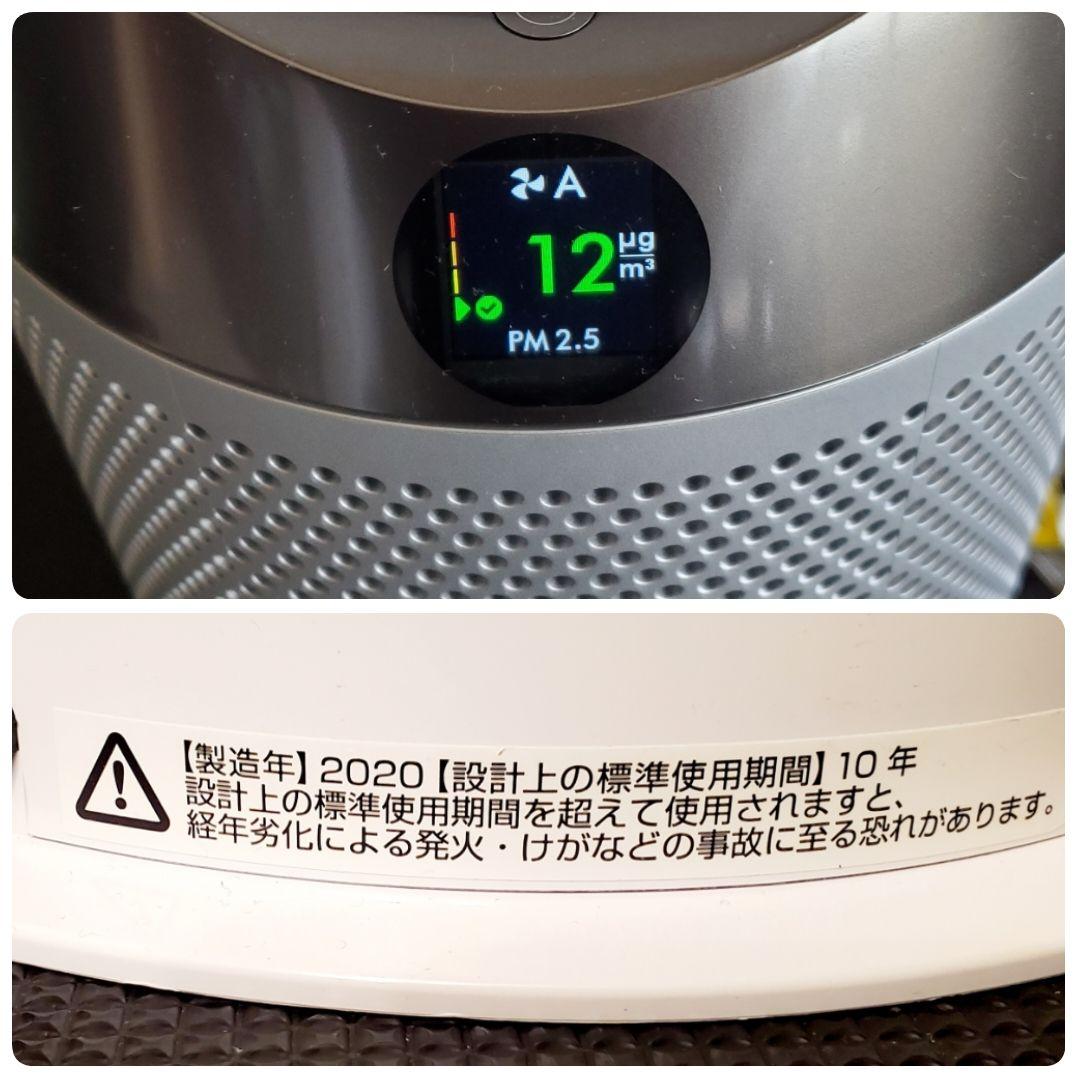 A
12 µg/m³
PM 2.5
【製造年】2020【設計上の標準使用期間】10年
設計上の標準使用期間を超えて使用されますと、
経年劣化による発火・けがなどの事故に至る恐れがあります。